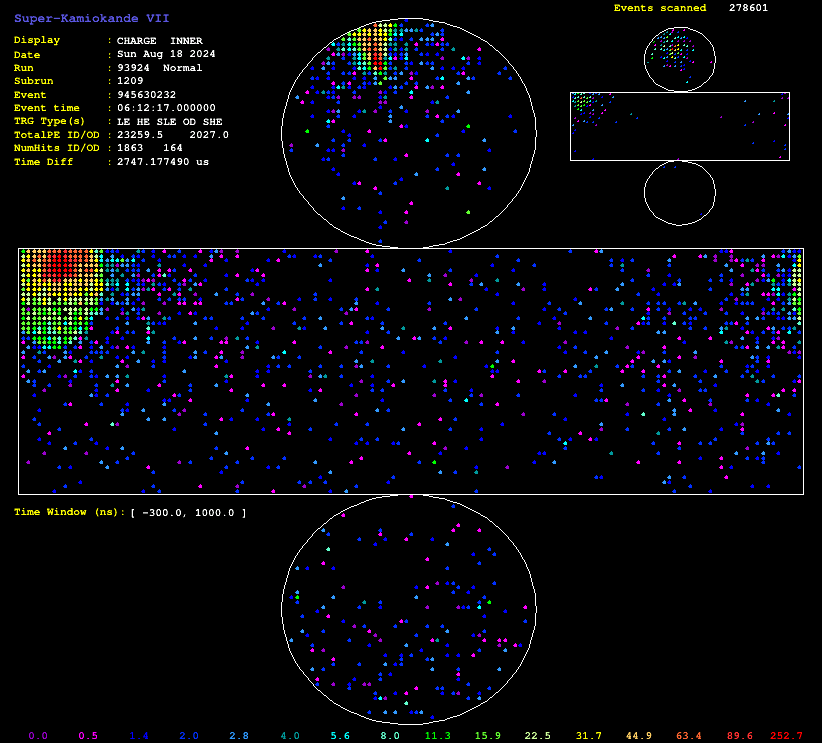 Super-Kamiokande VII
Events scanned 278601
Display : CHARGE INNER
Date : Sun Aug 18 2024
Run : 93924 Normal
Subrun : 1209
Event : 945630232
Event time : 06:12:17.000000
TRG Type(s) : LE HE SLE OD SHE
TotalPE ID/OD : 23259.5 2027.0
NumHits ID/OD : 1863 164
Time Diff : 2747.177490 us
Time Window (ns): [ -300.0, 1000.0 ]
0.0 0.5 1.4 2.0 2.8 4.0 5.6 8.0 11.3 15.9 22.5 31.7 44.9 63.4 89.6 252.7